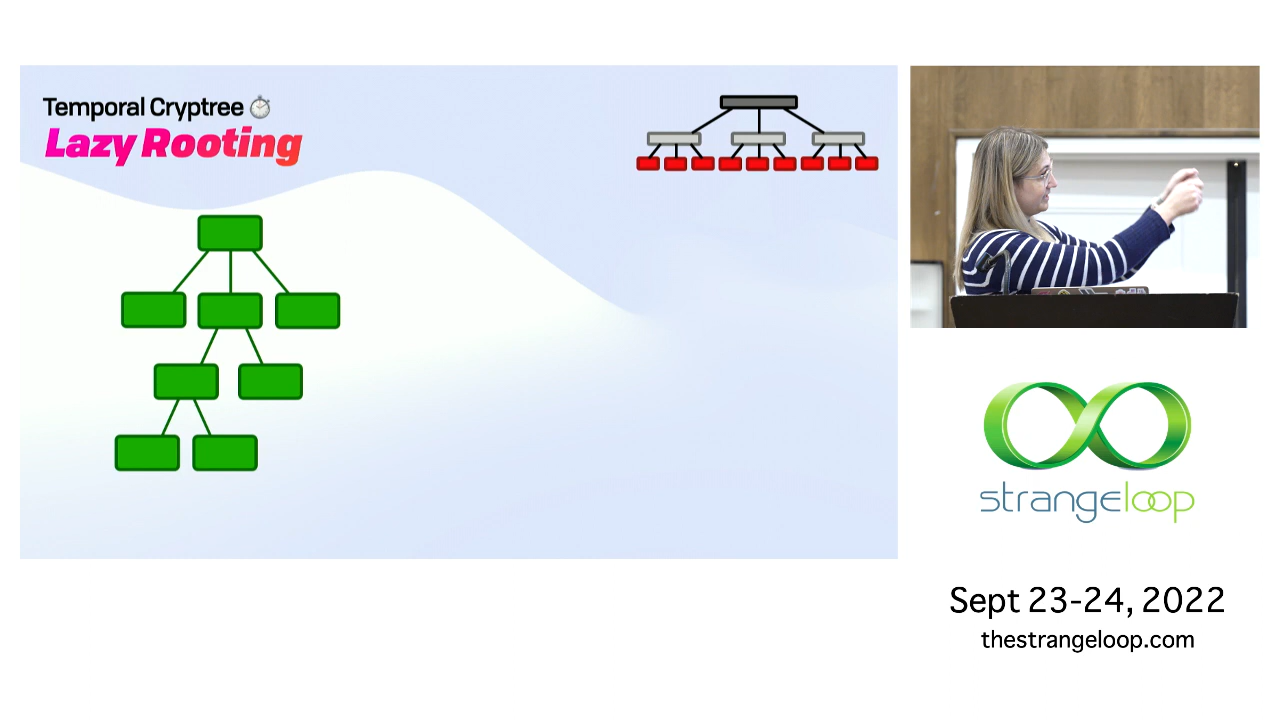 Temporal Cryptree
Lazy Rooting
strangeloop
Sept 23-24, 2022
thestrangeloop.com